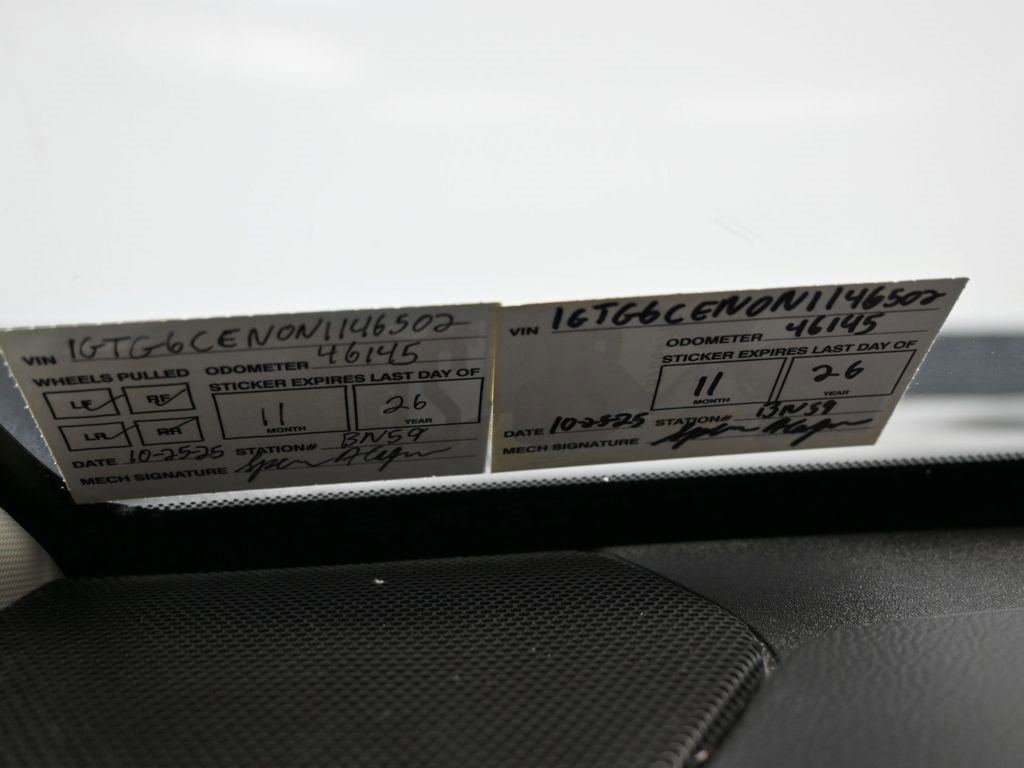 VIN 1GTG6CEN0N1146502
WHEELS PULLED
ODOMETER 46145
STICKER EXPIRES LAST DAY OF
LF RF
LR RR
11 26
MONTH YEAR
DATE 10-25-25
STATION# BN59
MECH SIGNATURE
VIN 1GTG6CEN0N1146502
ODOMETER 46145
STICKER EXPIRES LAST DAY OF
11 26
MONTH YEAR
DATE 10-25-25
STATION# BN59
MECH SIGNATURE